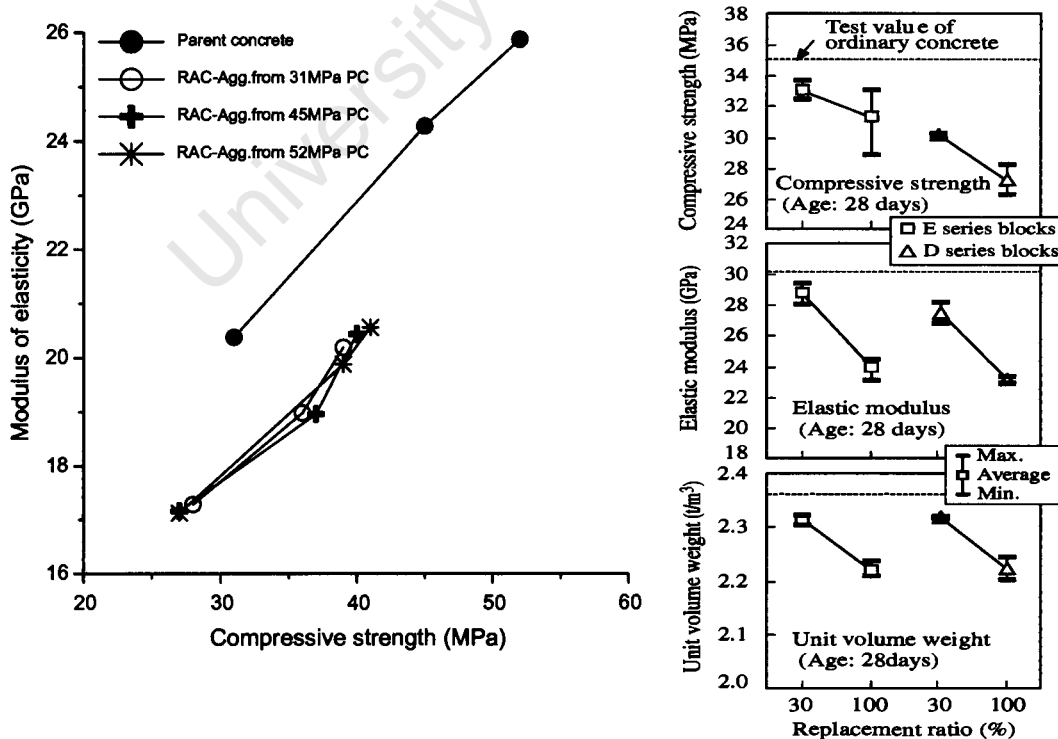 University
26
24
22
20
18
16
Modulus of elasticity (GPa)
Parent concrete
RAC-Agg.from 31MPa PC
RAC-Agg.from 45MPa PC
RAC-Agg.from 52MPa PC
20
30
40
50
60
Compressive strength (MPa)
38
36
34
32
30
28
26
24
Compressive strength (MPa)
Test value of
ordinary concrete
Compressive strength
(Age: 28 days)
E series blocks
D series blocks
32
30
28
26
24
22
20
18
Elastic modulus (GPa)
Elastic modulus
(Age: 28 days)
Max.
Average
Min.
2.4
2.3
2.2
2.1
2.0
Unit volume weight (t/m³)
Unit volume weight
(Age: 28days)
30
100
30
100
Replacement ratio (%)